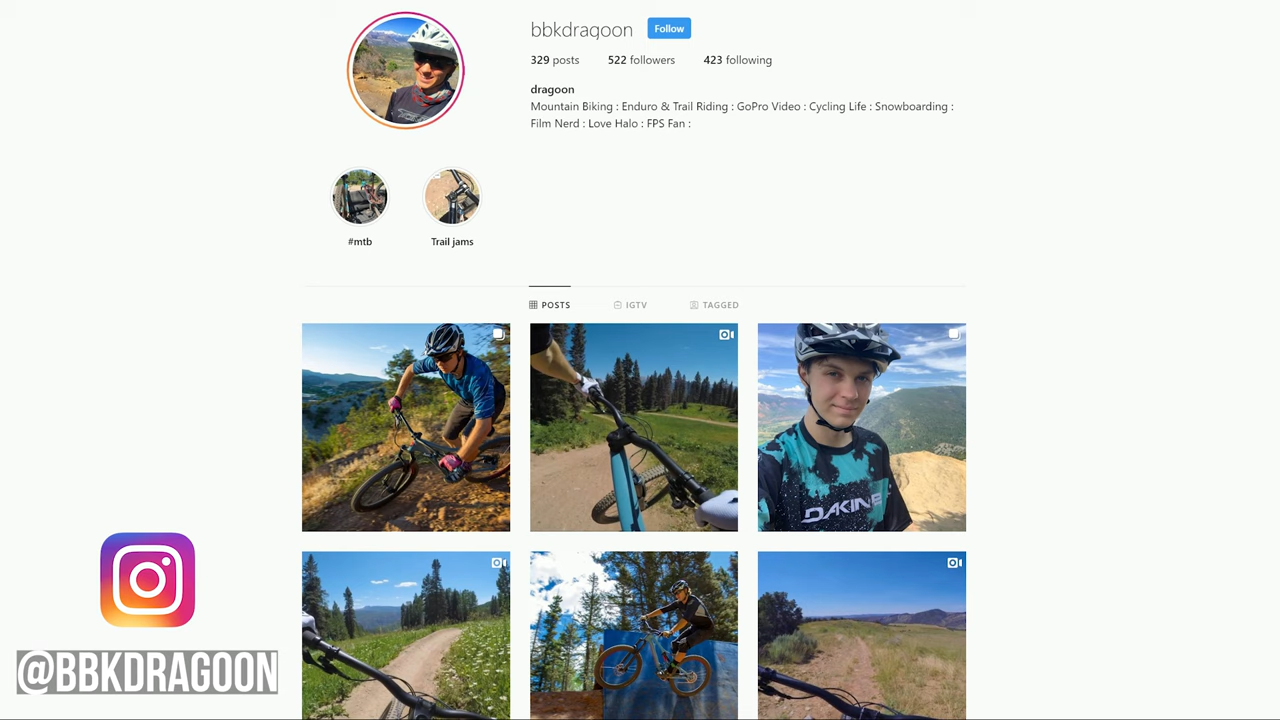 bbkdragoon
Follow
329 posts 522 followers 423 following
dragoon
Mountain Biking : Enduro & Trail Riding : GoPro Video : Cycling Life : Snowboarding :
Film Nerd : Love Halo : FPS Fan :
#mtb Trail jams
POSTS IGTV TAGGED
DAKINE
@BBKDRAGOON